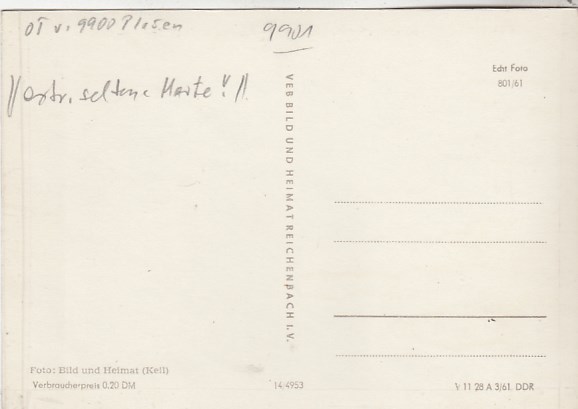 OT v. 9900 Plauen
9901
// extr. seltene Karte !! //
Echt Foto
801/61
VEB BILD UND HEIMAT REICHENBACH I. V.
Foto: Bild und Heimat (Keil)
Verbraucherpreis 0.20 DM
14/4953
V 11 28 A 3/61 DDR